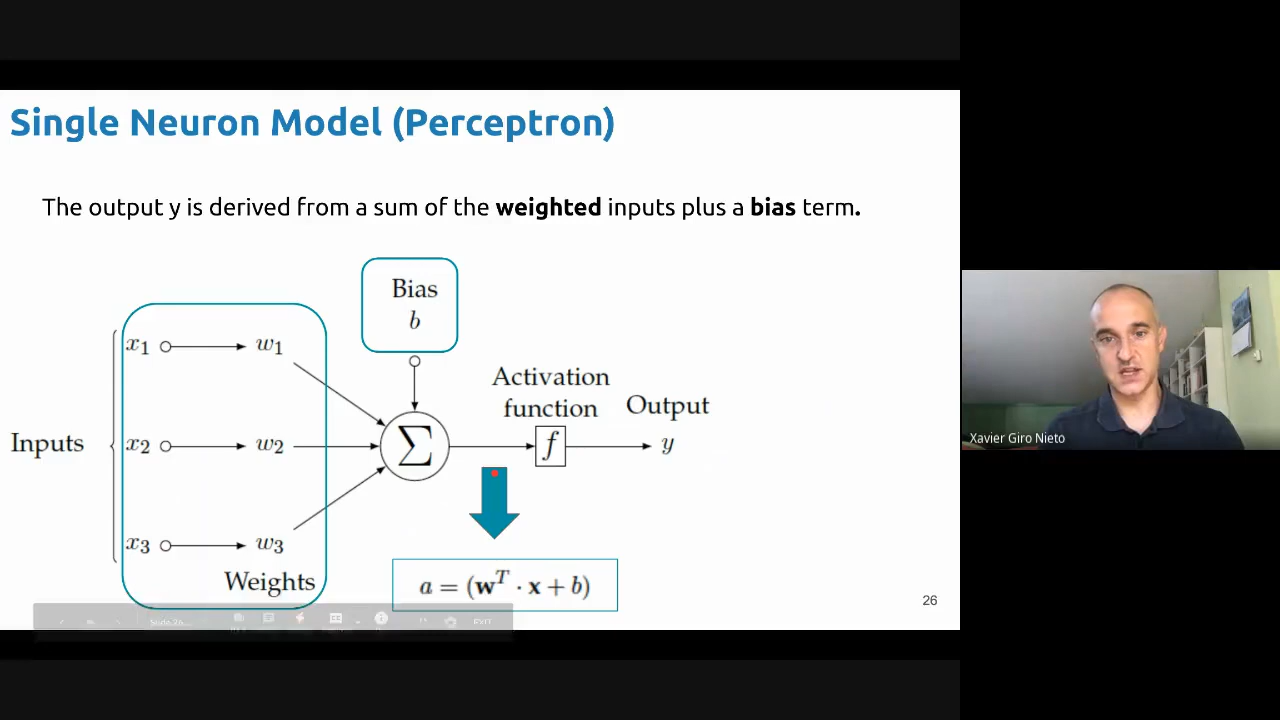 Single Neuron Model (Perceptron)
The output y is derived from a sum of the weighted inputs plus a bias term.
Bias
b
x1
w1
Activation
function
Output
Inputs
x2
w2
∑
f
y
x3
w3
Weights
a = (w^T · x + b)
26
EXIT
Xavier Giro Nieto